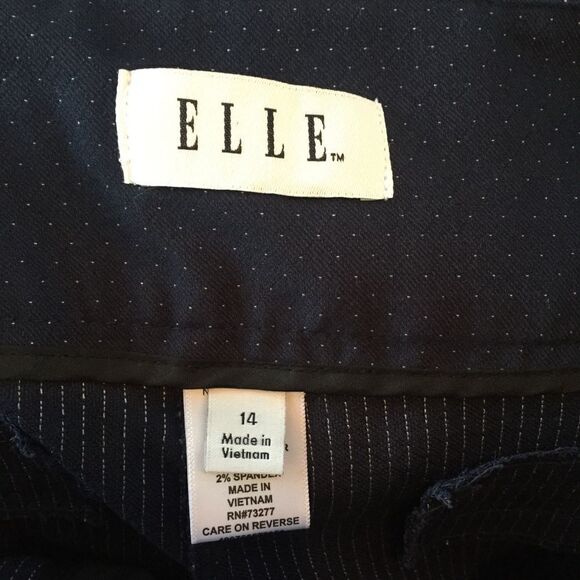 ELLE™
14
Made in
Vietnam
2% SPANDEX
MADE IN
VIETNAM
RN#73277
CARE ON REVERSE